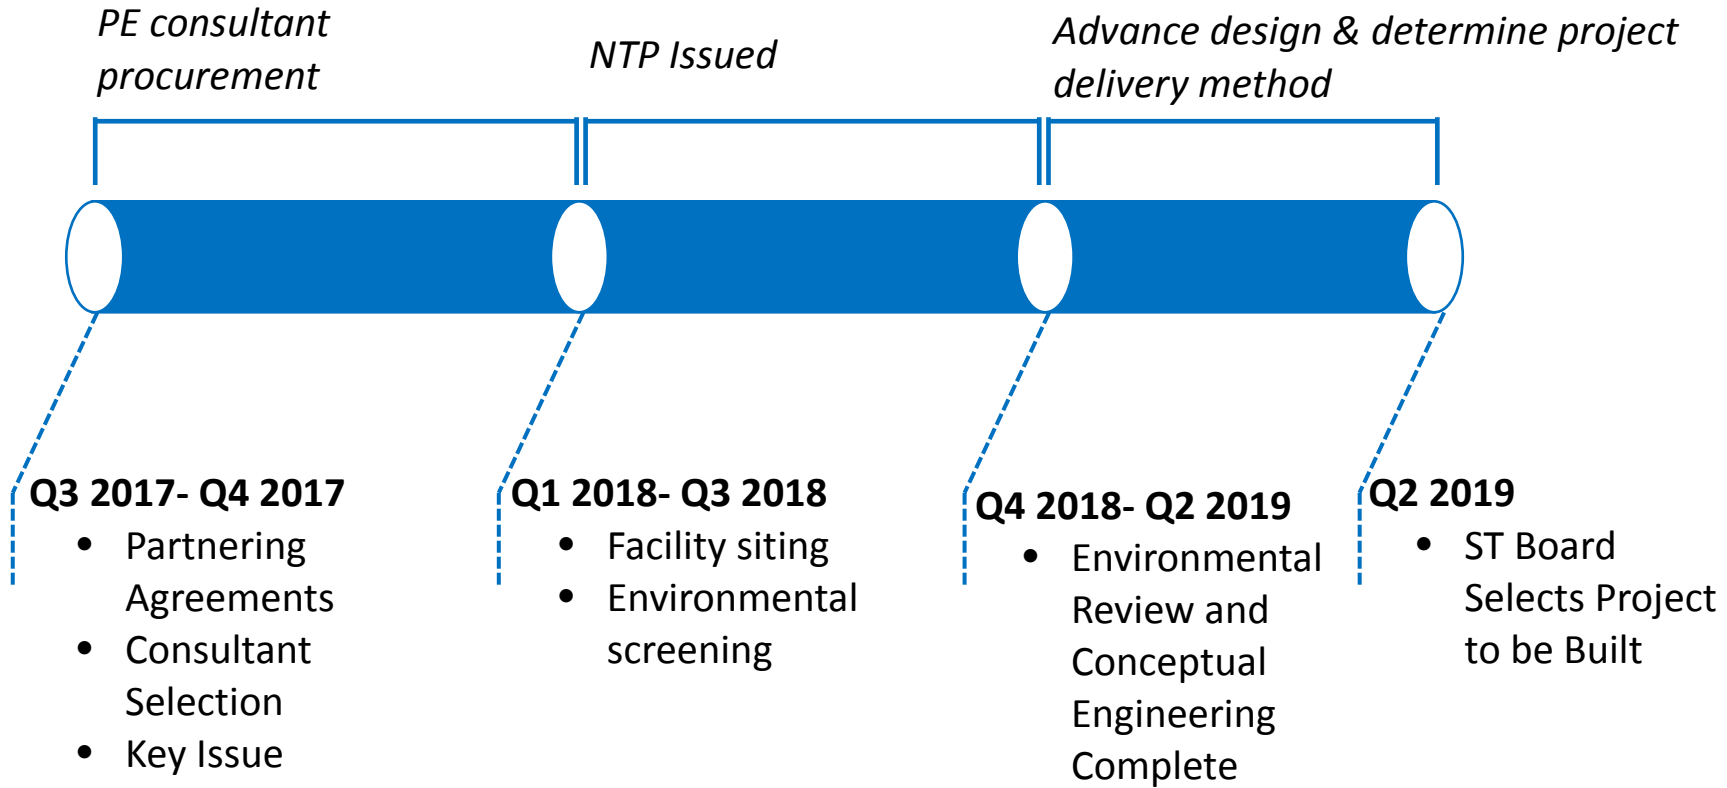 PE consultant
procurement
NTP Issued
Advance design & determine project
delivery method
Q3 2017- Q4 2017
• Partnering
Agreements
• Consultant
Selection
• Key Issue
Q1 2018- Q3 2018
• Facility siting
• Environmental
screening
Q4 2018- Q2 2019
• Environmental
Review and
Conceptual
Engineering
Complete
Q2 2019
• ST Board
Selects Project
to be Built